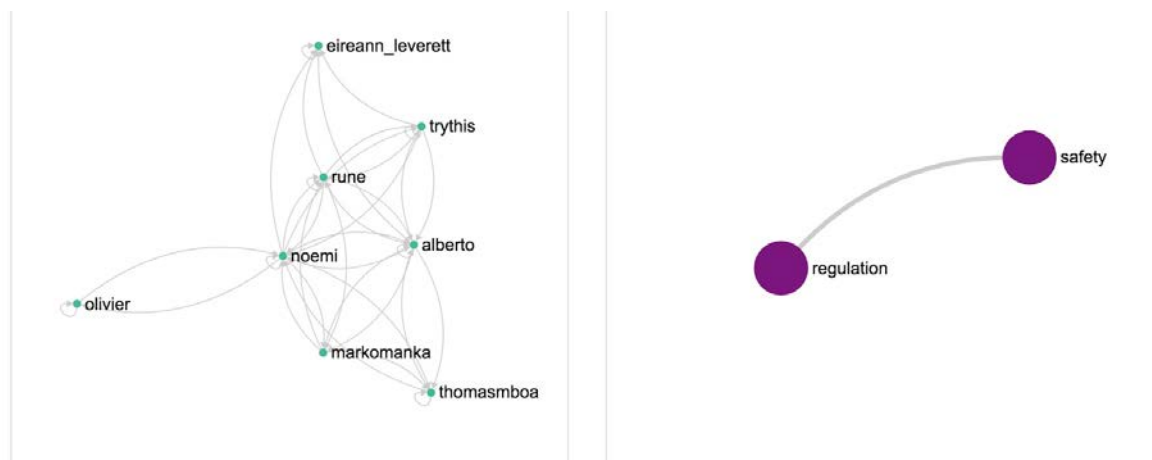 eireann_leverett
trythis
rune
alberto
noemi
olivier
markomanka
thomasmboa
safety
regulation